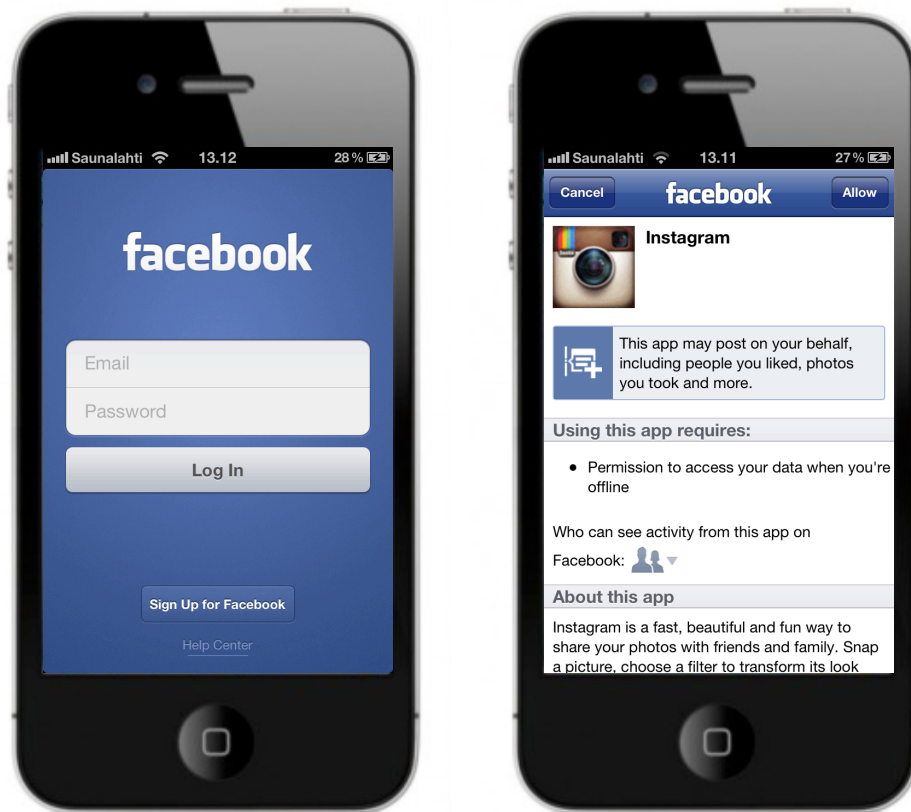 Saunalahti 13.12 28 %
facebook
Email
Password
Log In
Sign Up for Facebook
Help Center
Saunalahti 13.11 27 %
Cancel facebook Allow
Instagram
This app may post on your behalf,
including people you liked, photos
you took and more.
Using this app requires:
• Permission to access your data when you're
offline
Who can see activity from this app on
Facebook:
About this app
Instagram is a fast, beautiful and fun way to
share your photos with friends and family. Snap
a picture, choose a filter to transform its look